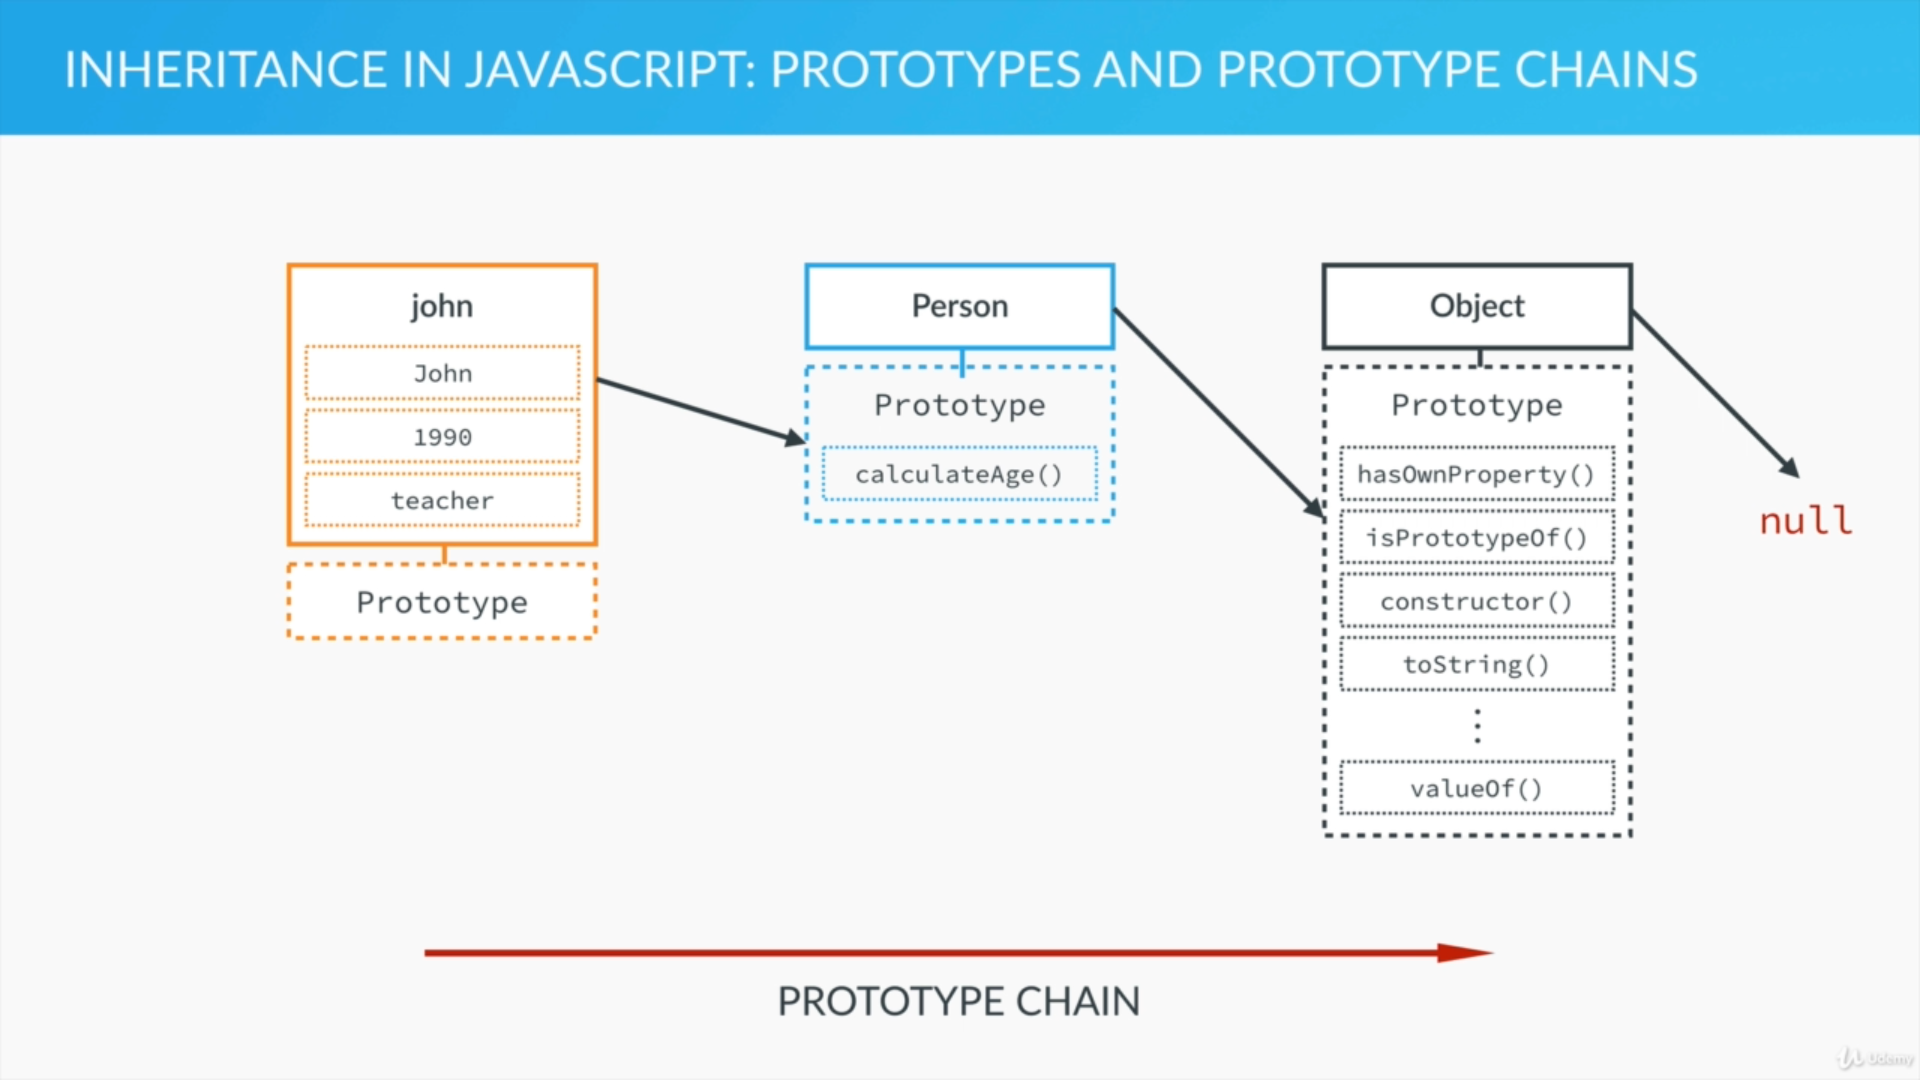 INHERITANCE IN JAVASCRIPT: PROTOTYPES AND PROTOTYPE CHAINS
john
John
1990
teacher
Prototype
Person
Prototype
calculateAge()
Object
Prototype
hasOwnProperty()
isPrototypeOf()
constructor()
toString()
valueOf()
null
PROTOTYPE CHAIN
Udemy